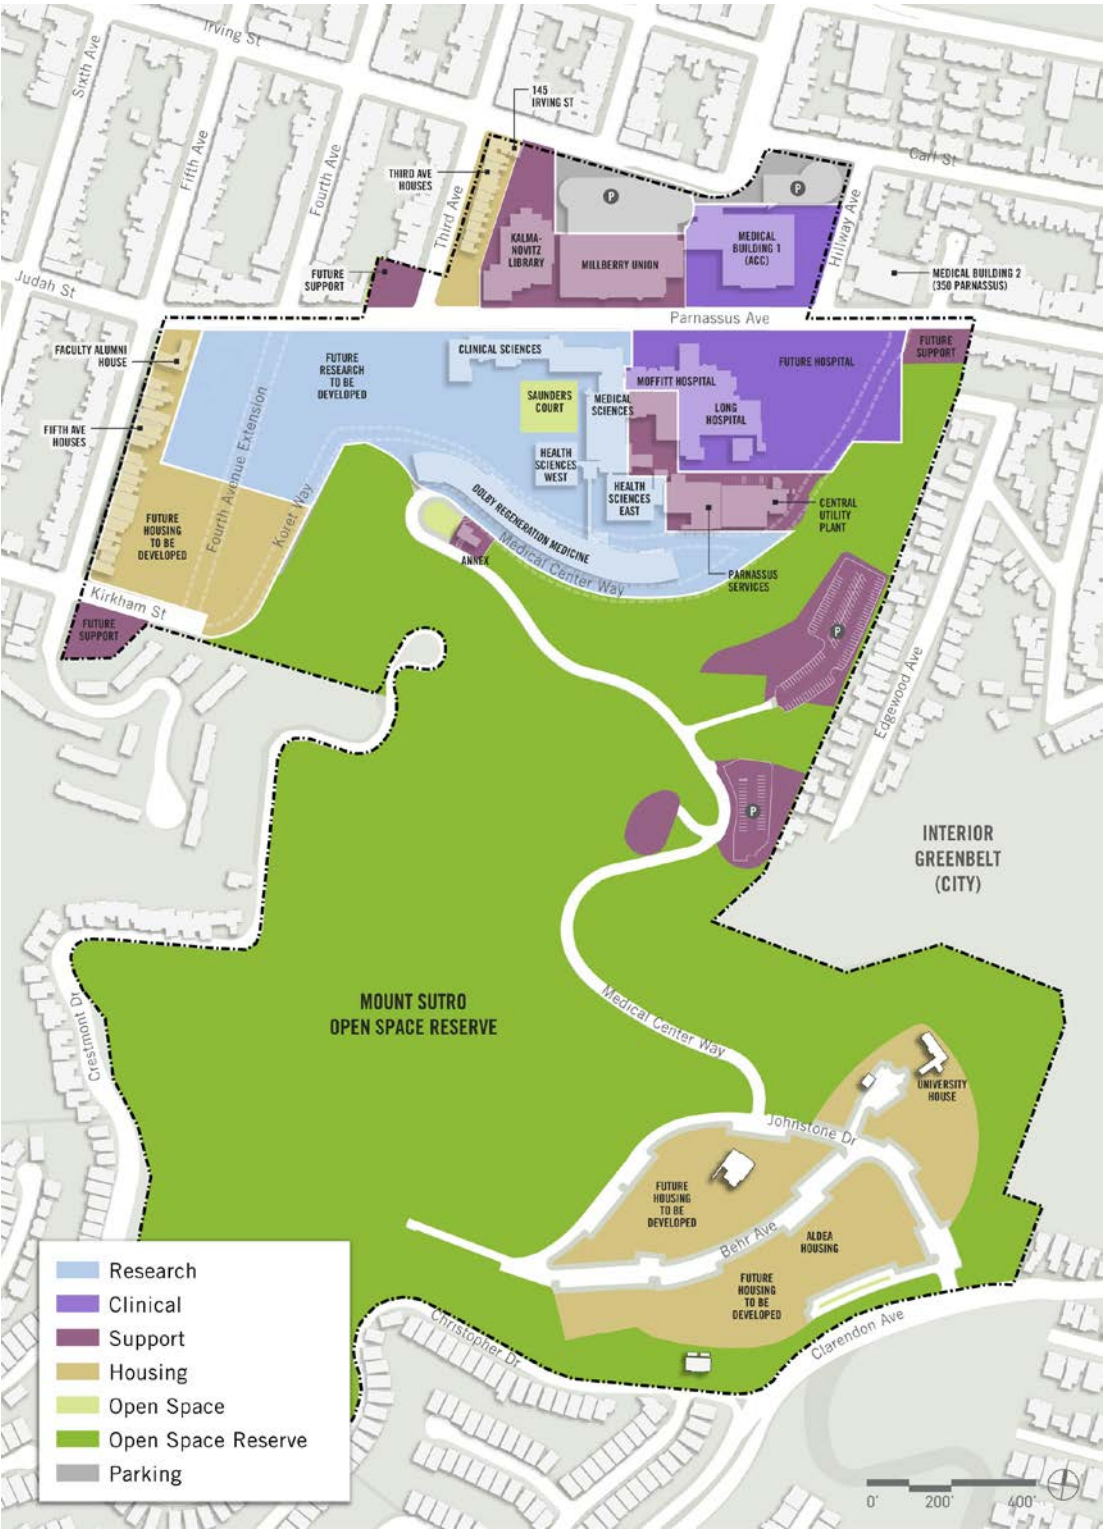 Irving St
Sixth Ave
145
IRVING ST
Fifth Ave
Fourth Ave
Carl St
THIRD AVE
HOUSES
P
P
Third Ave
Hillway Ave
KALMA-
NOVITZ
LIBRARY
MILLBERRY UNION
MEDICAL
BUILDING 1
(ACC)
FUTURE
SUPPORT
MEDICAL BUILDING 2
(350 PARNASSUS)
Judah St
Parnassus Ave
FACULTY ALUMNI
HOUSE
FUTURE
RESEARCH
TO BE
DEVELOPED
CLINICAL SCIENCES
FUTURE HOSPITAL
FUTURE
SUPPORT
MOFFITT HOSPITAL
SAUNDERS
COURT
MEDICAL
SCIENCES
LONG
HOSPITAL
FIFTH AVE
HOUSES
Fourth Avenue Extension
HEALTH
SCIENCES
WEST
HEALTH
SCIENCES
EAST
DOLBY REGENERATION MEDICINE
CENTRAL
UTILITY
PLANT
Koret Way
FUTURE
HOUSING
TO BE
DEVELOPED
ANNEX
Medical Center Way
PARNASSUS
SERVICES
Kirkham St
FUTURE
SUPPORT
P
Edgewood Ave
P
INTERIOR
GREENBELT
(CITY)
MOUNT SUTRO
OPEN SPACE RESERVE
Medical Center Way
Crestmont Dr
UNIVERSITY
HOUSE
Johnstone Dr
FUTURE
HOUSING
TO BE
DEVELOPED
Behr Ave
ALDEA
HOUSING
FUTURE
HOUSING
TO BE
DEVELOPED
Christopher Dr
Clarendon Ave
Research
Clinical
Support
Housing
Open Space
Open Space Reserve
Parking
0' 200' 400'